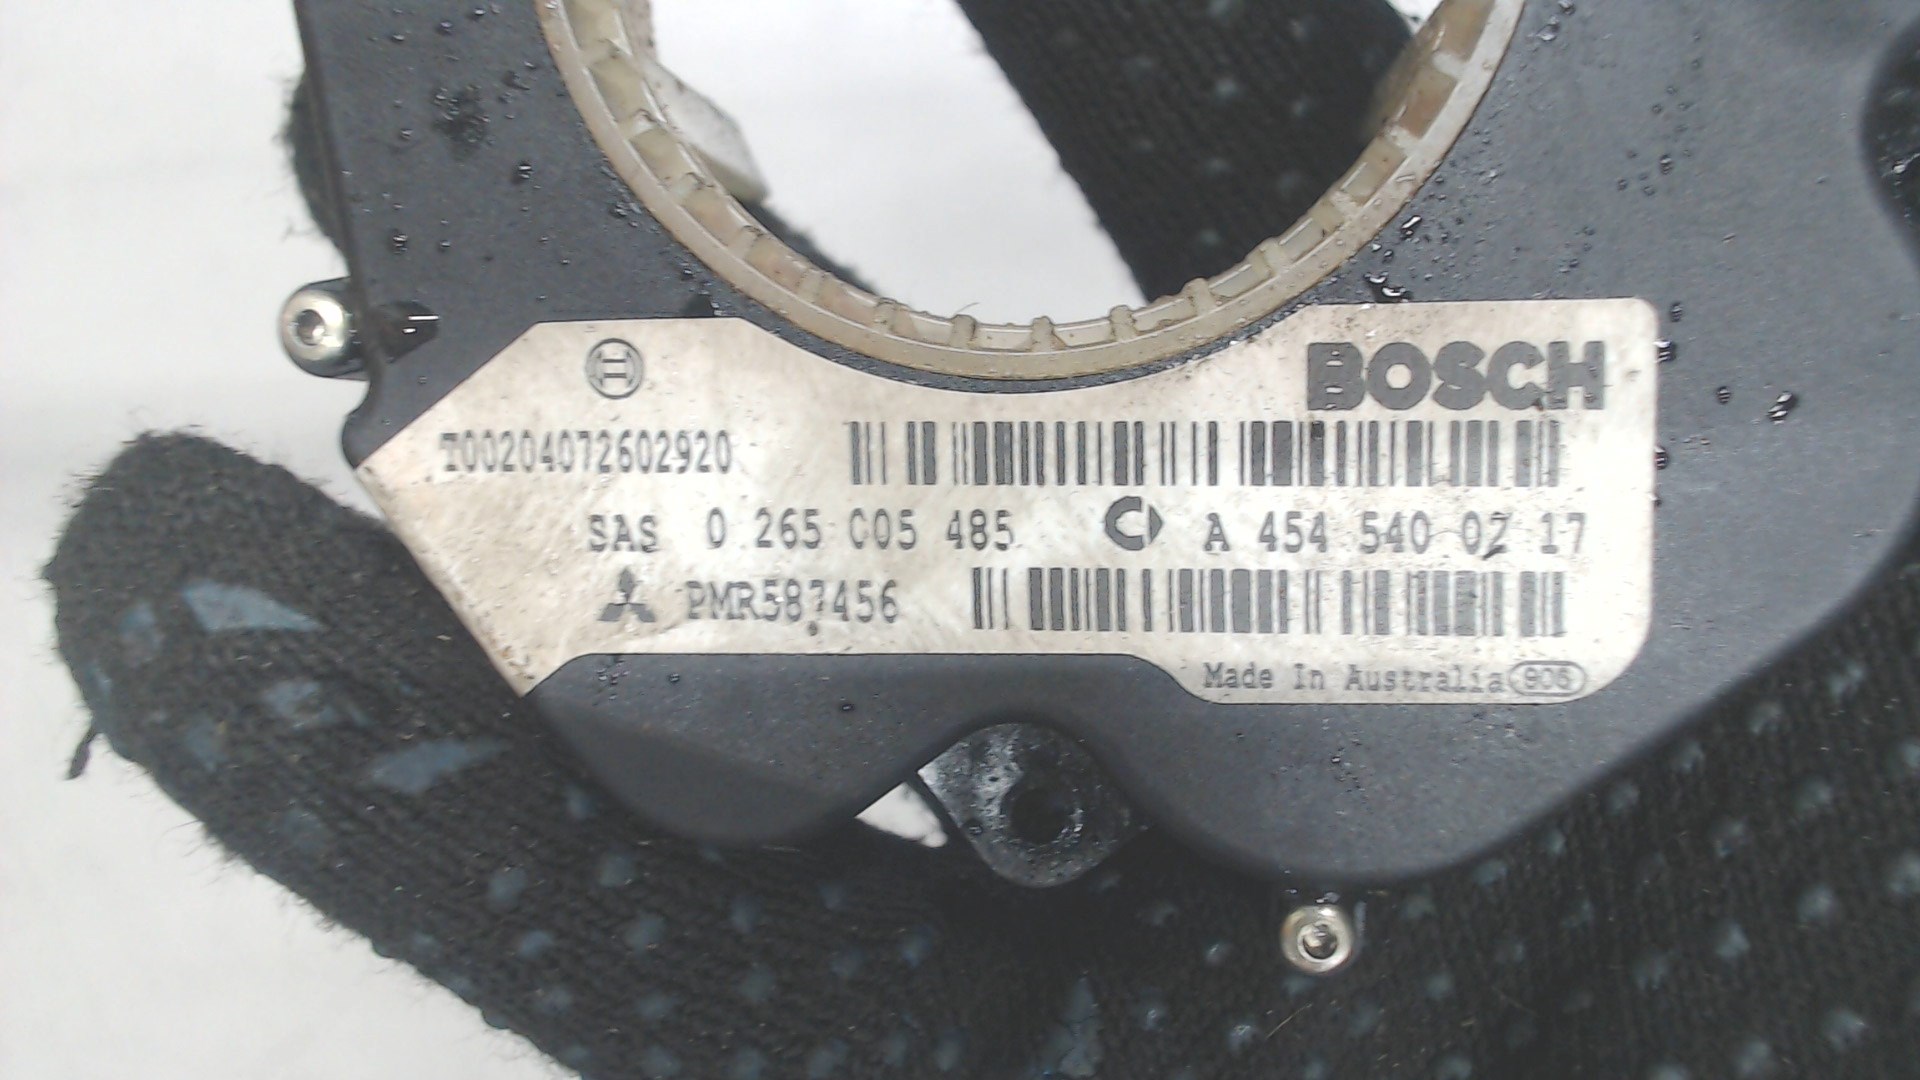 BOSCH
T00204072602920
SAS 0 265 005 485 A 454 540 02 17
PMR587456
Made In Australia 906